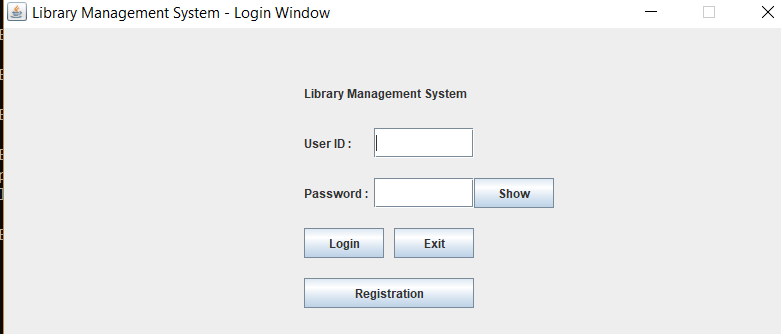 Library Management System - Login Window
Library Management System
User ID :
Password :
Show
Login
Exit
Registration